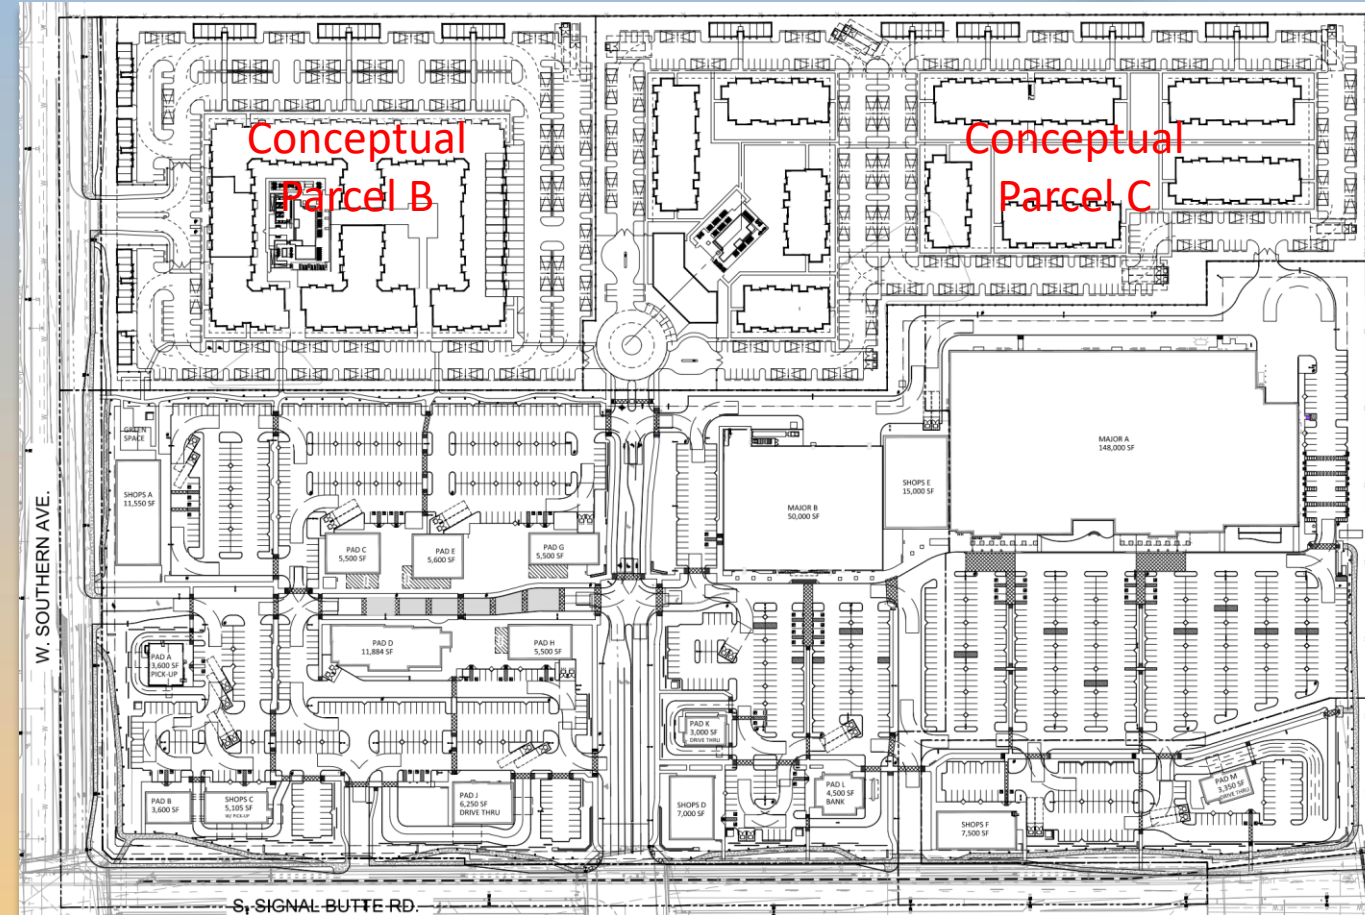 Conceptual
Parcel B
Conceptual
Parcel C
GREEN
SPACE
SHOPS A
11,550 SF
PAD C
5,500 SF
PAD E
5,600 SF
PAD G
5,500 SF
MAJOR B
50,000 SF
SHOPS E
15,000 SF
MAJOR A
148,000 SF
W. SOUTHERN AVE.
PAD A
3,600 SF
PICK-UP
PAD D
11,884 SF
PAD H
5,500 SF
PAD K
3,000 SF
DRIVE THRU
PAD B
3,600 SF
SHOPS C
5,105 SF
W/ PICK-UP
PAD J
6,250 SF
DRIVE THRU
SHOPS D
7,000 SF
PAD L
4,500 SF
BANK
SHOPS F
7,500 SF
PAD M
3,350 SF
DRIVE THRU
S. SIGNAL BUTTE RD.